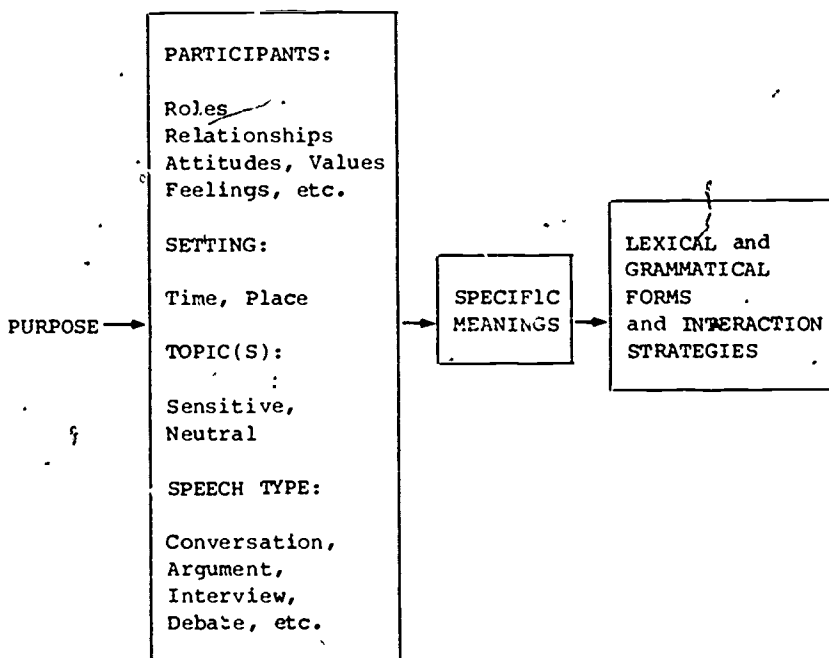 PARTICIPANTS:
Roles
Relationships
Attitudes, Values
Feelings, etc.
SETTING:
Time, Place
TOPIC(S):
Sensitive,
Neutral
SPEECH TYPE:
Conversation,
Argument,
Interview,
Debate, etc.
PURPOSE
SPECIFIC
MEANINGS
LEXICAL and
GRAMMATICAL
FORMS
and INTERACTION
STRATEGIES